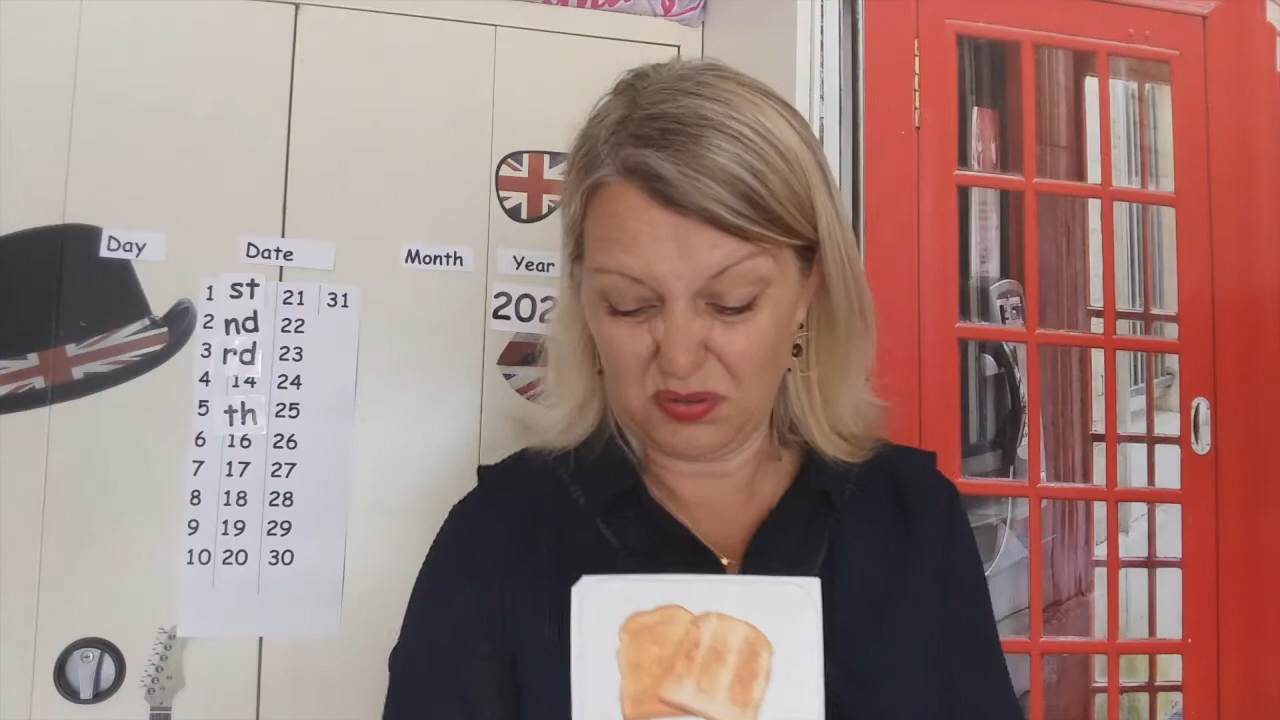 Day Date Month Year
1 st 21 31
2 nd 22
3 rd 23
4 14 24
5 th 25
6 16 26
7 17 27
8 18 28
9 19 29
10 20 30